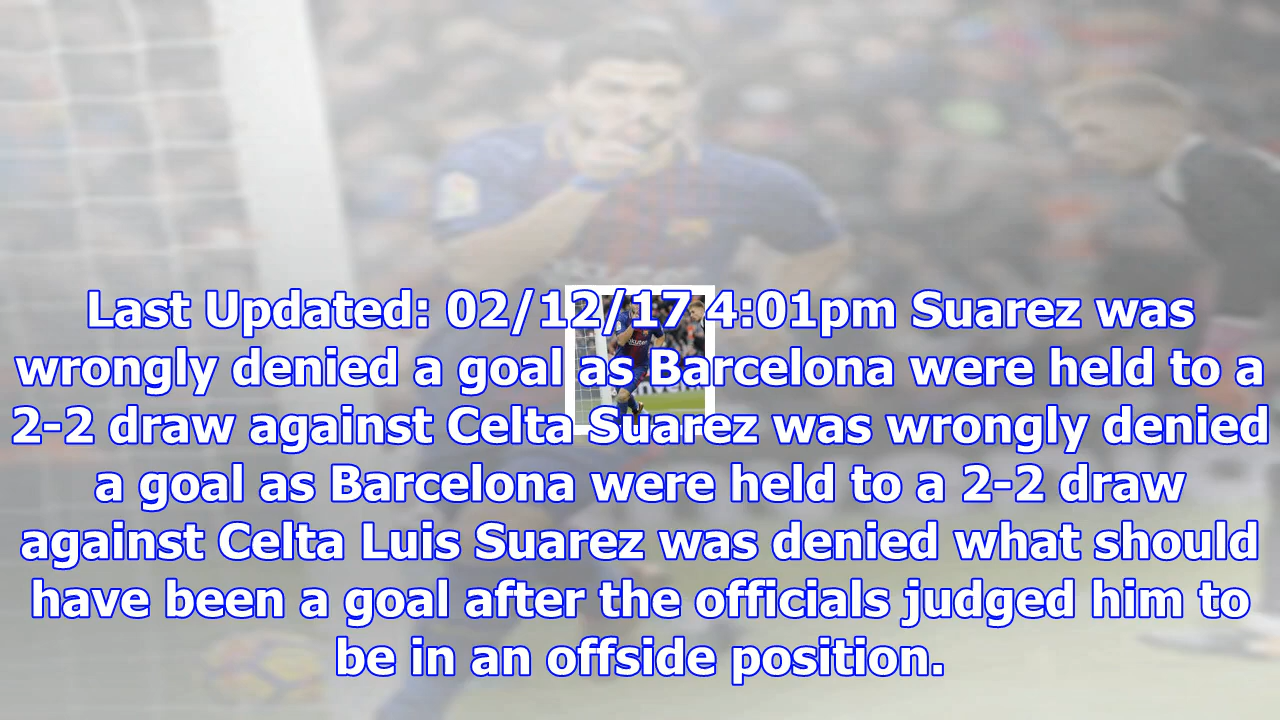 Last Updated: 02/12/17 4:01pm Suarez was
wrongly denied a goal as Barcelona were held to a
2-2 draw against Celta Suarez was wrongly denied
a goal as Barcelona were held to a 2-2 draw
against Celta Luis Suarez was denied what should
have been a goal after the officials judged him to
be in an offside position.